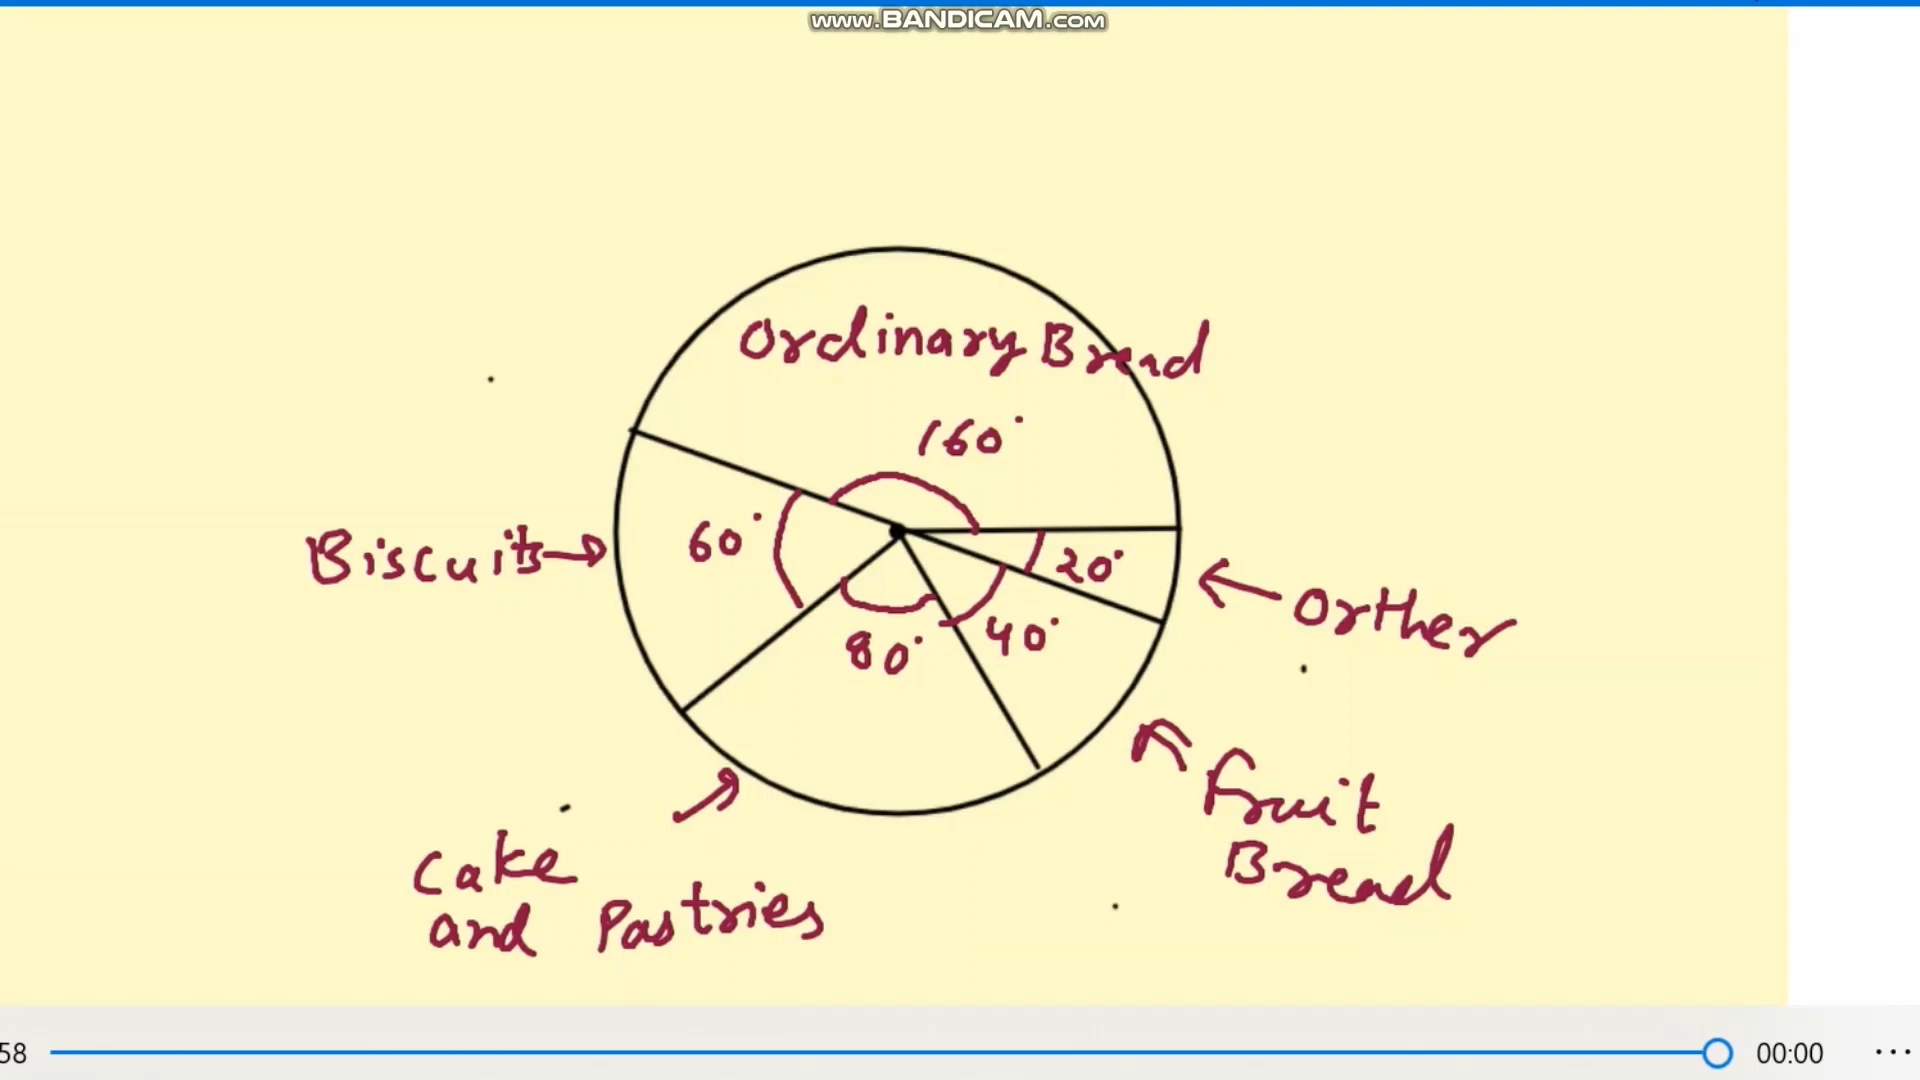 www.BANDICAM.com
Ordinary Bread
160°
60°
20°
Biscuits
40°
80°
Orther
Fruit
Bread
Cake
and Pastries
58
00:00